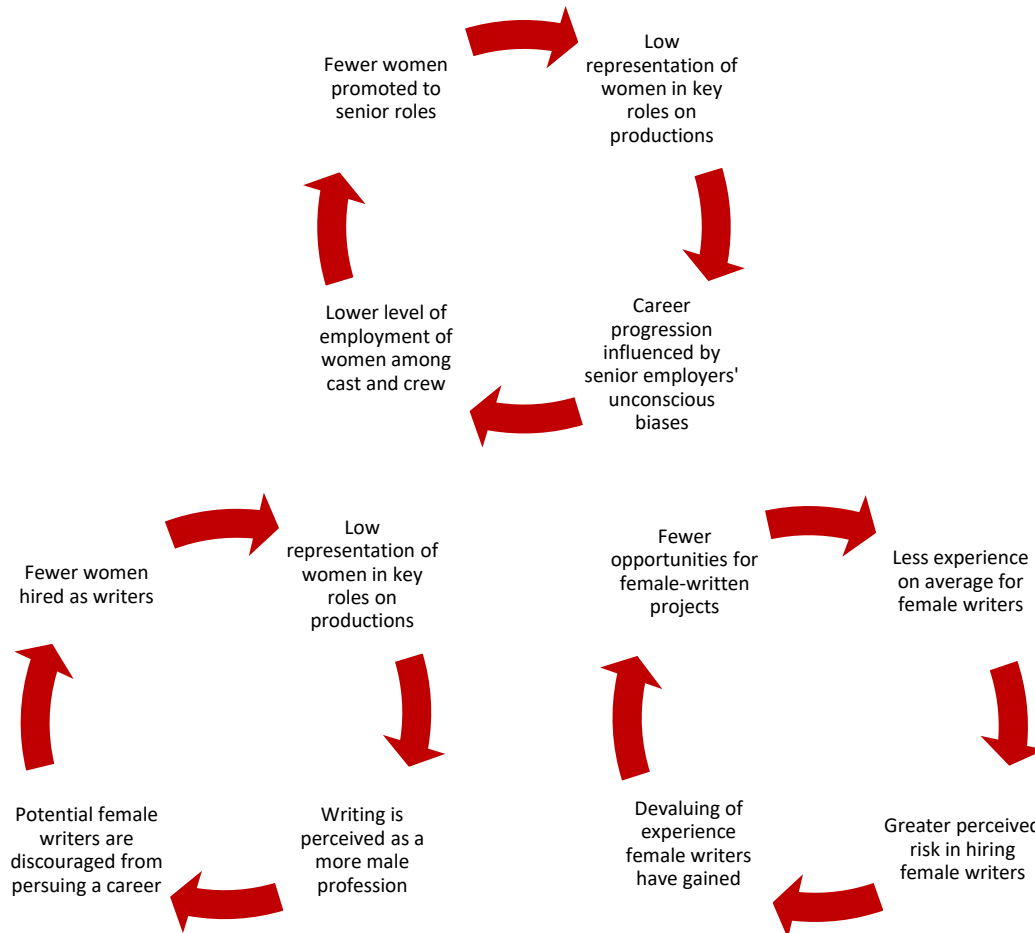 Fewer women
promoted to
senior roles
Low
representation of
women in key
roles on
productions
Career
progression
influenced by
senior employers'
unconscious
biases
Lower level of
employment of
women among
cast and crew
Fewer women
hired as writers
Low
representation of
women in key
roles on
productions
Writing is
perceived as a
more male
profession
Potential female
writers are
discouraged from
persuing a career
Fewer
opportunities for
female-written
projects
Less experience
on average for
female writers
Greater perceived
risk in hiring
female writers
Devaluing of
experience
female writers
have gained